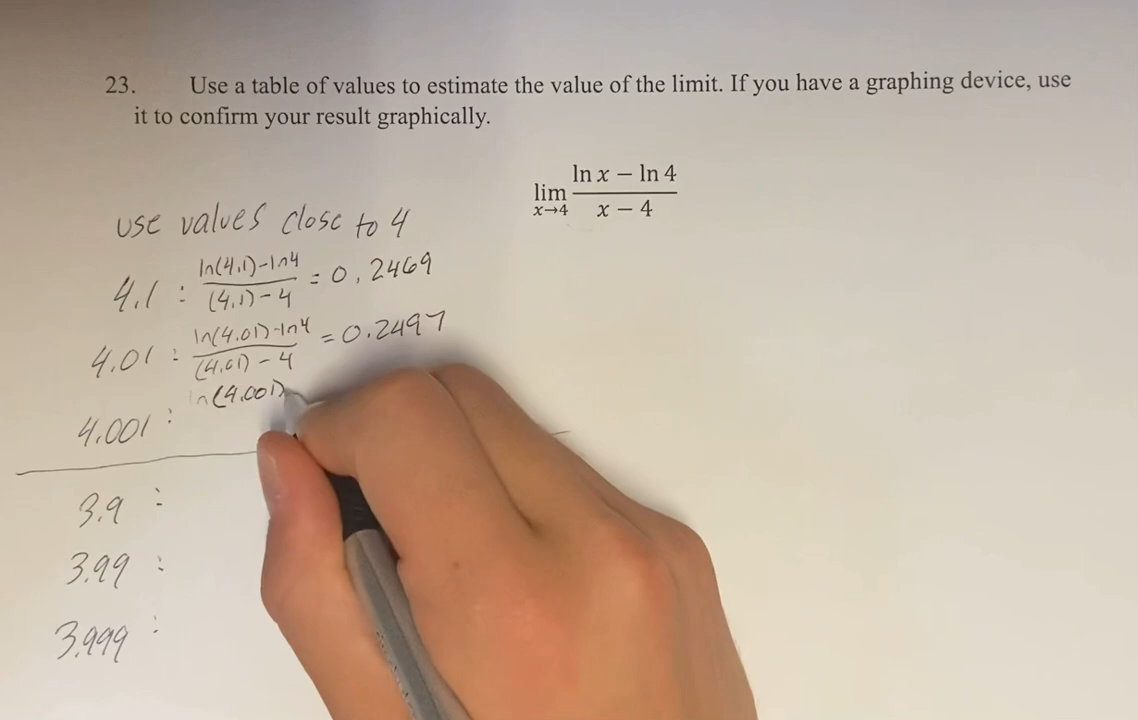 23. Use a table of values to estimate the value of the limit. If you have a graphing device, use
it to confirm your result graphically.
lim x→4 (ln x − ln 4)/(x − 4)
use values close to 4
4.1 : (ln(4.1)-ln4)/((4.1)-4) = 0.2469
4.01 : (ln(4.01)-ln4)/((4.01)-4) = 0.2497
4.001 : ln(4.001)
3.9 :
3.99 :
3.999 :